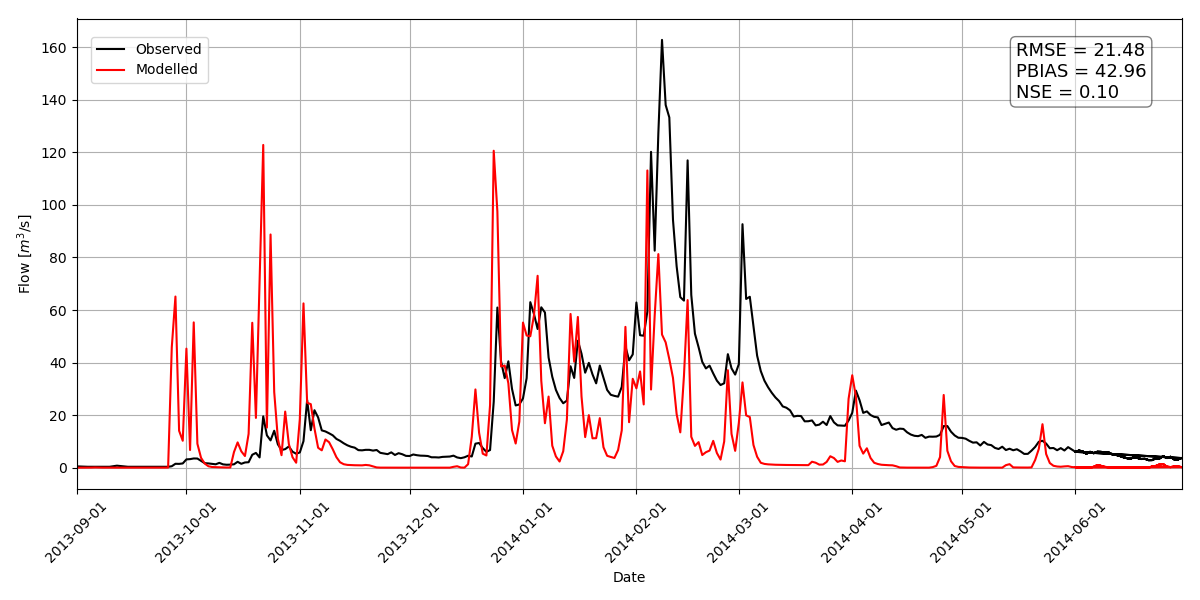 Observed
Modelled
RMSE = 21.48
PBIAS = 42.96
NSE = 0.10
160
140
120
100
80
60
40
20
0
Flow [m³/s]
2013-09-01
2013-10-01
2013-11-01
2013-12-01
2014-01-01
2014-02-01
2014-03-01
2014-04-01
2014-05-01
2014-06-01
Date